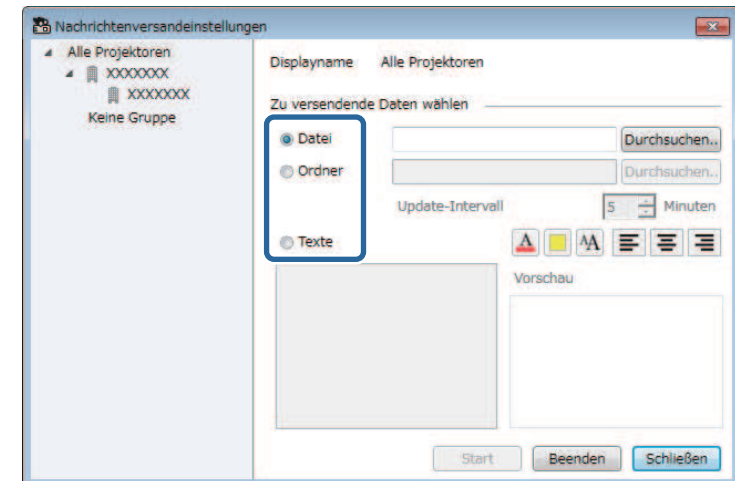 Nachrichtenversandeinstellungen
Alle Projektoren
XXXXXXX
XXXXXXX
Keine Gruppe
Displayname Alle Projektoren
Zu versendende Daten wählen
Datei Durchsuchen..
Ordner Durchsuchen..
Update-Intervall 5 Minuten
Texte A AA
Vorschau
Start Beenden Schließen